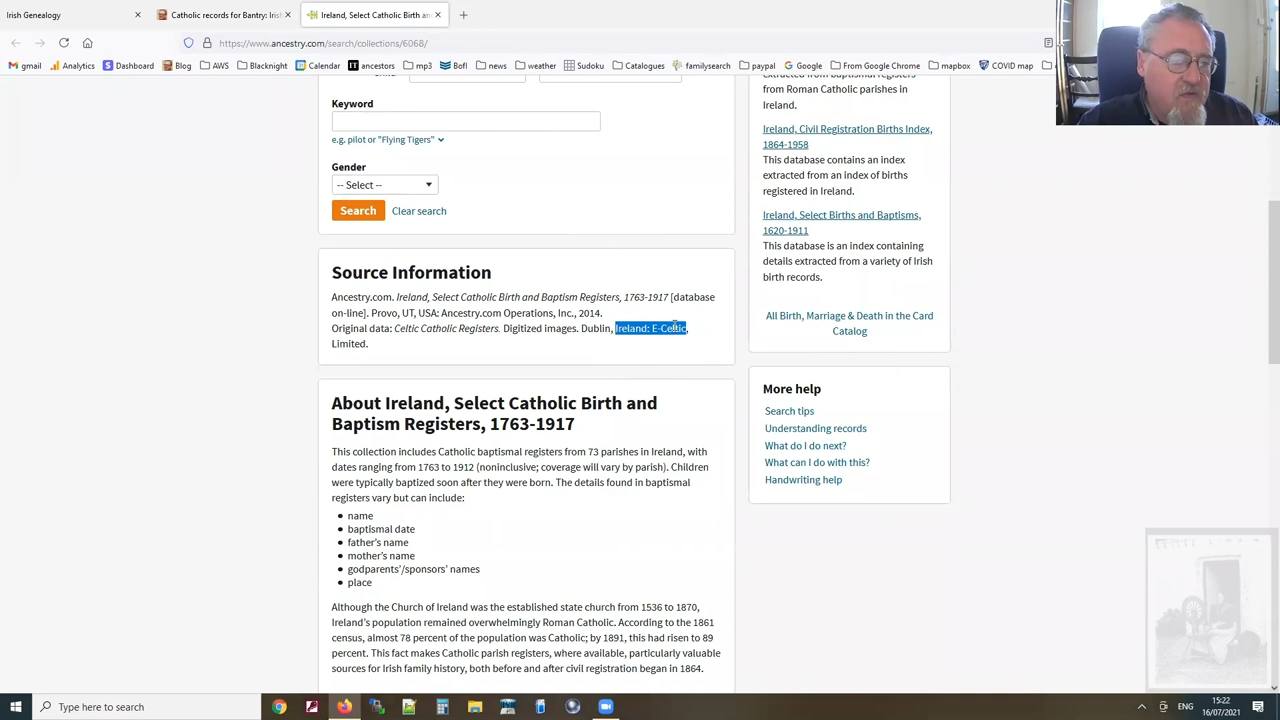 Irish Genealogy
Catholic records for Bantry: Iris
Ireland, Select Catholic Birth an
https://www.ancestry.com/search/collections/6068/
gmail Analytics Dashboard Blog AWS Blacknight Calendar ancestors mp3 BofI news weather Sudoku Catalogues familysearch paypal Google From Google Chrome mapbox COVID map
Keyword
e.g. pilot or "Flying Tigers"
Gender
-- Select --
Search Clear search
Source Information
Ancestry.com. Ireland, Select Catholic Birth and Baptism Registers, 1763-1917 [database
on-line]. Provo, UT, USA: Ancestry.com Operations, Inc., 2014.
Original data: Celtic Catholic Registers. Digitized images. Dublin, Ireland: E-Celtic,
Limited.
About Ireland, Select Catholic Birth and
Baptism Registers, 1763-1917
This collection includes Catholic baptismal registers from 73 parishes in Ireland, with
dates ranging from 1763 to 1912 (noninclusive; coverage will vary by parish). Children
were typically baptized soon after they were born. The details found in baptismal
registers vary but can include:
name
baptismal date
father's name
mother's name
godparents'/sponsors' names
place
Although the Church of Ireland was the established state church from 1536 to 1870,
Ireland's population remained overwhelmingly Roman Catholic. According to the 1861
census, almost 78 percent of the population was Catholic; by 1891, this had risen to 89
percent. This fact makes Catholic parish registers, where available, particularly valuable
sources for Irish family history, both before and after civil registration began in 1864.
extracted from baptismal registers
from Roman Catholic parishes in
Ireland.
Ireland, Civil Registration Births Index,
1864-1958
This database contains an index
extracted from an index of births
registered in Ireland.
Ireland, Select Births and Baptisms,
1620-1911
This database is an index containing
details extracted from a variety of Irish
birth records.
All Birth, Marriage & Death in the Card
Catalog
More help
Search tips
Understanding records
What do I do next?
What can I do with this?
Handwriting help
Type here to search
ENG
15:22
16/07/2021